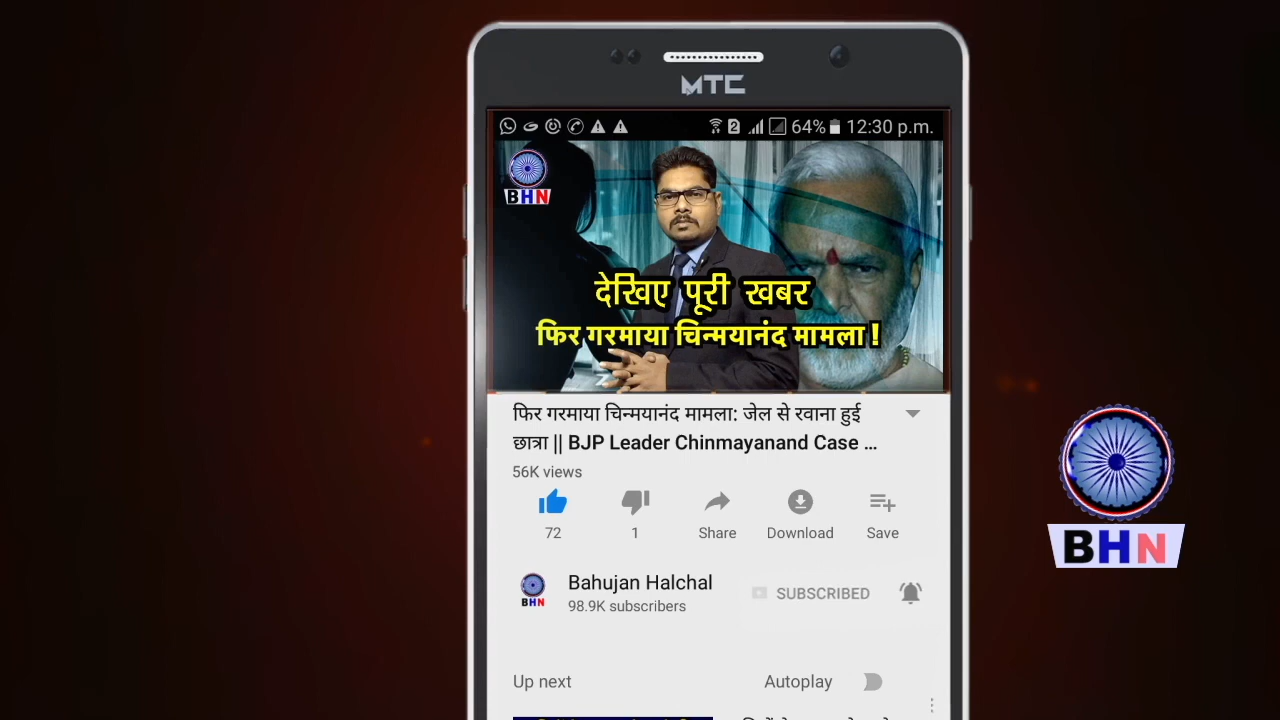 MTC
64% 12:30 p.m.
BHN
देखिए पूरी खबर
फिर गरमाया चिन्मयानंद मामला !
फिर गरमाया चिन्मयानंद मामला: जेल से रवाना हुई
छात्रा || BJP Leader Chinmayanand Case ...
56K views
72 1 Share Download Save
BHN
Bahujan Halchal
98.9K subscribers
SUBSCRIBED
Up next Autoplay
BHN